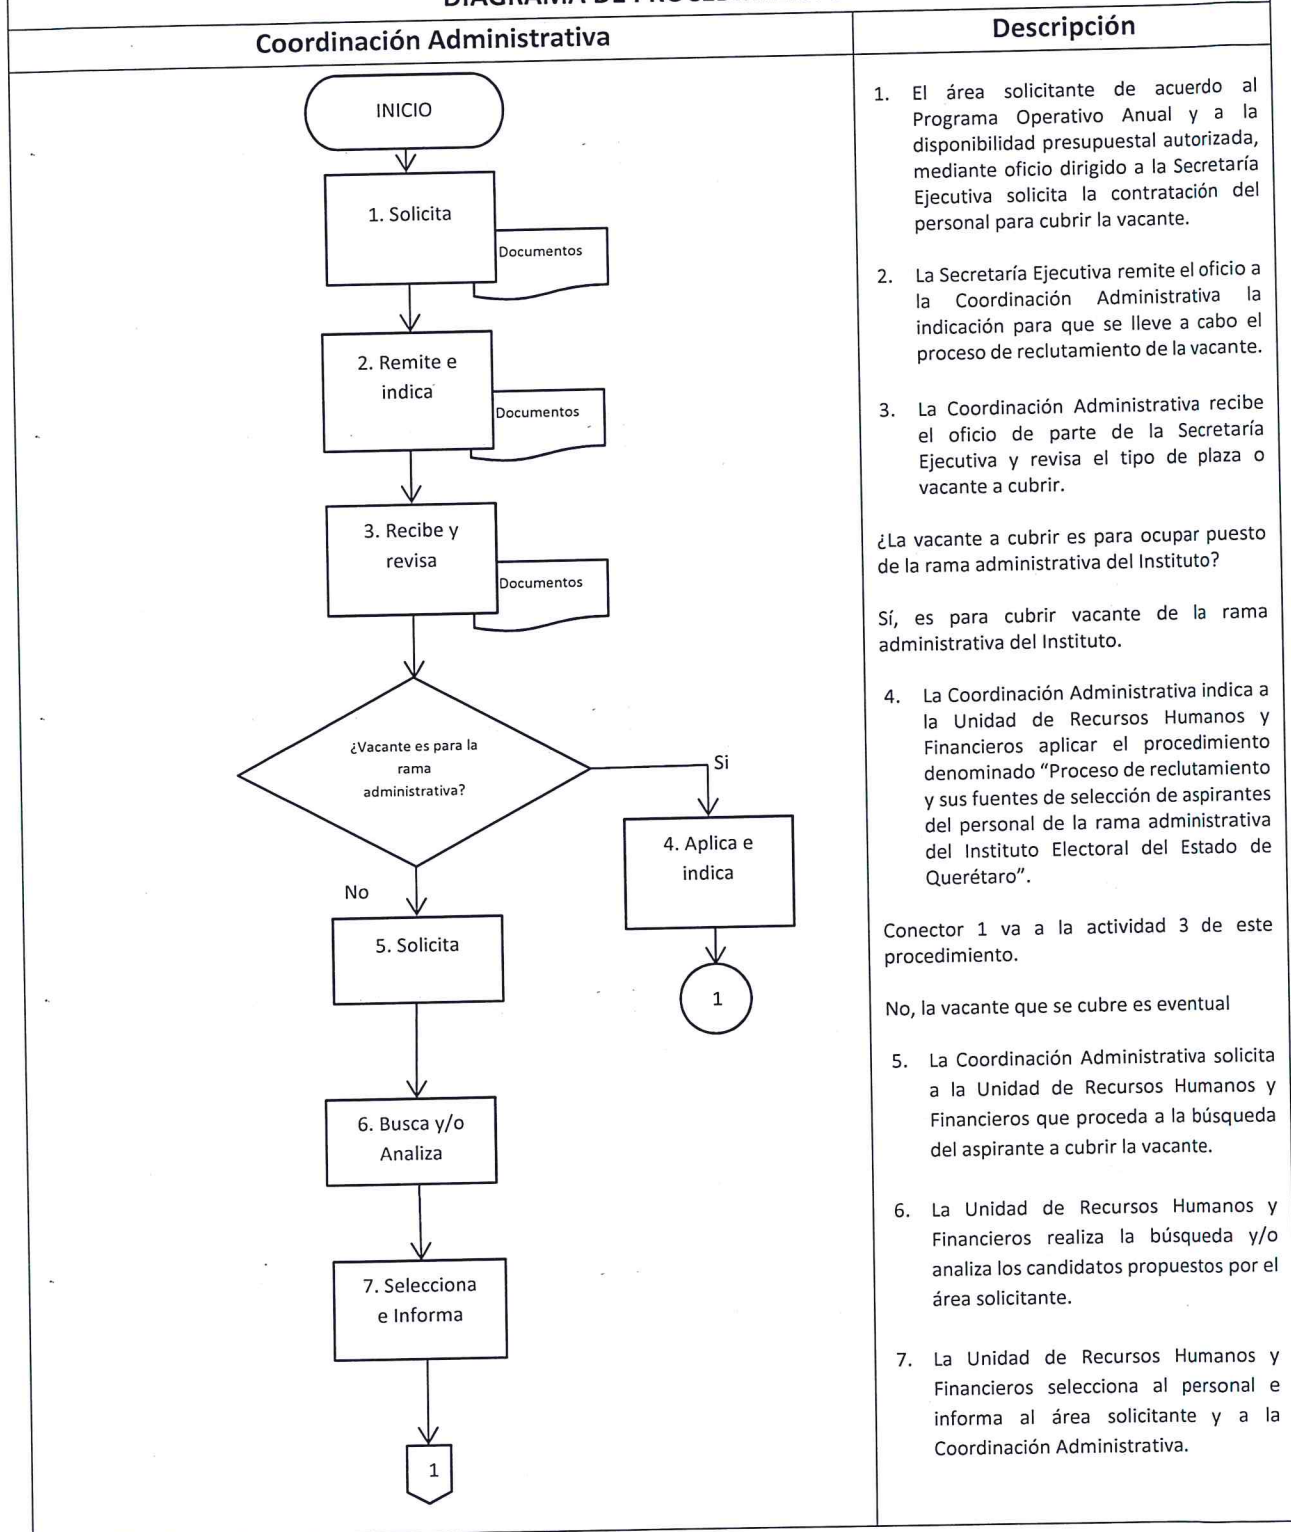 Coordinación Administrativa
Descripción
INICIO
1. Solicita
Documentos
2. Remite e
indica
Documentos
3. Recibe y
revisa
Documentos
¿Vacante es para la
rama
administrativa?
Si
4. Aplica e
indica
1
No
5. Solicita
6. Busca y/o
Analiza
7. Selecciona
e Informa
1
1. El área solicitante de acuerdo al
Programa Operativo Anual y a la
disponibilidad presupuestal autorizada,
mediante oficio dirigido a la Secretaría
Ejecutiva solicita la contratación del
personal para cubrir la vacante.
2. La Secretaría Ejecutiva remite el oficio a
la Coordinación Administrativa la
indicación para que se lleve a cabo el
proceso de reclutamiento de la vacante.
3. La Coordinación Administrativa recibe
el oficio de parte de la Secretaría
Ejecutiva y revisa el tipo de plaza o
vacante a cubrir.
¿La vacante a cubrir es para ocupar puesto
de la rama administrativa del Instituto?
Sí, es para cubrir vacante de la rama
administrativa del Instituto.
4. La Coordinación Administrativa indica a
la Unidad de Recursos Humanos y
Financieros aplicar el procedimiento
denominado “Proceso de reclutamiento
y sus fuentes de selección de aspirantes
del personal de la rama administrativa
del Instituto Electoral del Estado de
Querétaro”.
Conector 1 va a la actividad 3 de este
procedimiento.
No, la vacante que se cubre es eventual
5. La Coordinación Administrativa solicita
a la Unidad de Recursos Humanos y
Financieros que proceda a la búsqueda
del aspirante a cubrir la vacante.
6. La Unidad de Recursos Humanos y
Financieros realiza la búsqueda y/o
analiza los candidatos propuestos por el
área solicitante.
7. La Unidad de Recursos Humanos y
Financieros selecciona al personal e
informa al área solicitante y a la
Coordinación Administrativa.